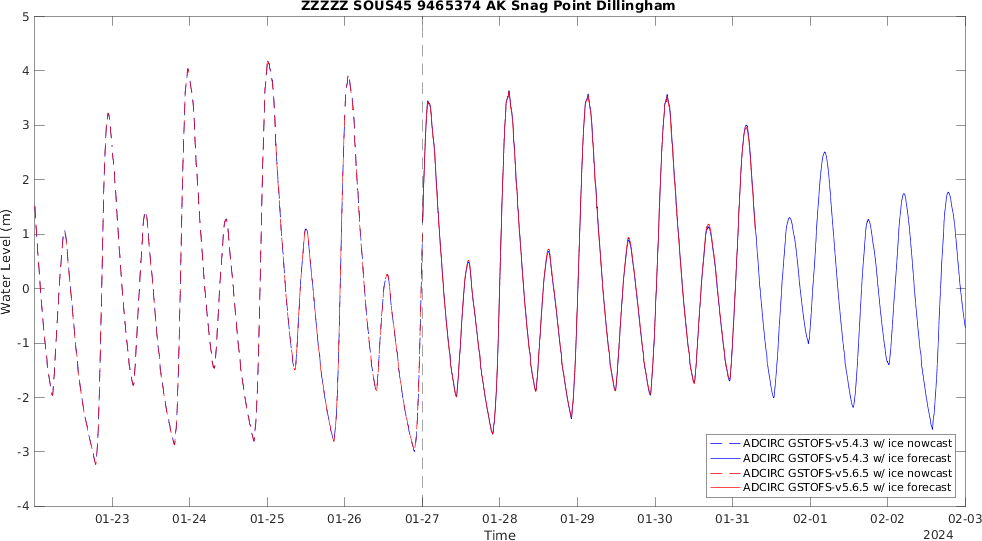 ZZZZZ SOUS45 9465374 AK Snag Point Dillingham
5
4
3
2
1
0
-1
-2
-3
-4
Water Level (m)
01-23 01-24 01-25 01-26 01-27 01-28 01-29 01-30 01-31 02-01 02-02 02-03
Time
2024
ADCIRC GSTOFS-v5.4.3 w/ ice nowcast
ADCIRC GSTOFS-v5.4.3 w/ ice forecast
ADCIRC GSTOFS-v5.6.5 w/ ice nowcast
ADCIRC GSTOFS-v5.6.5 w/ ice forecast